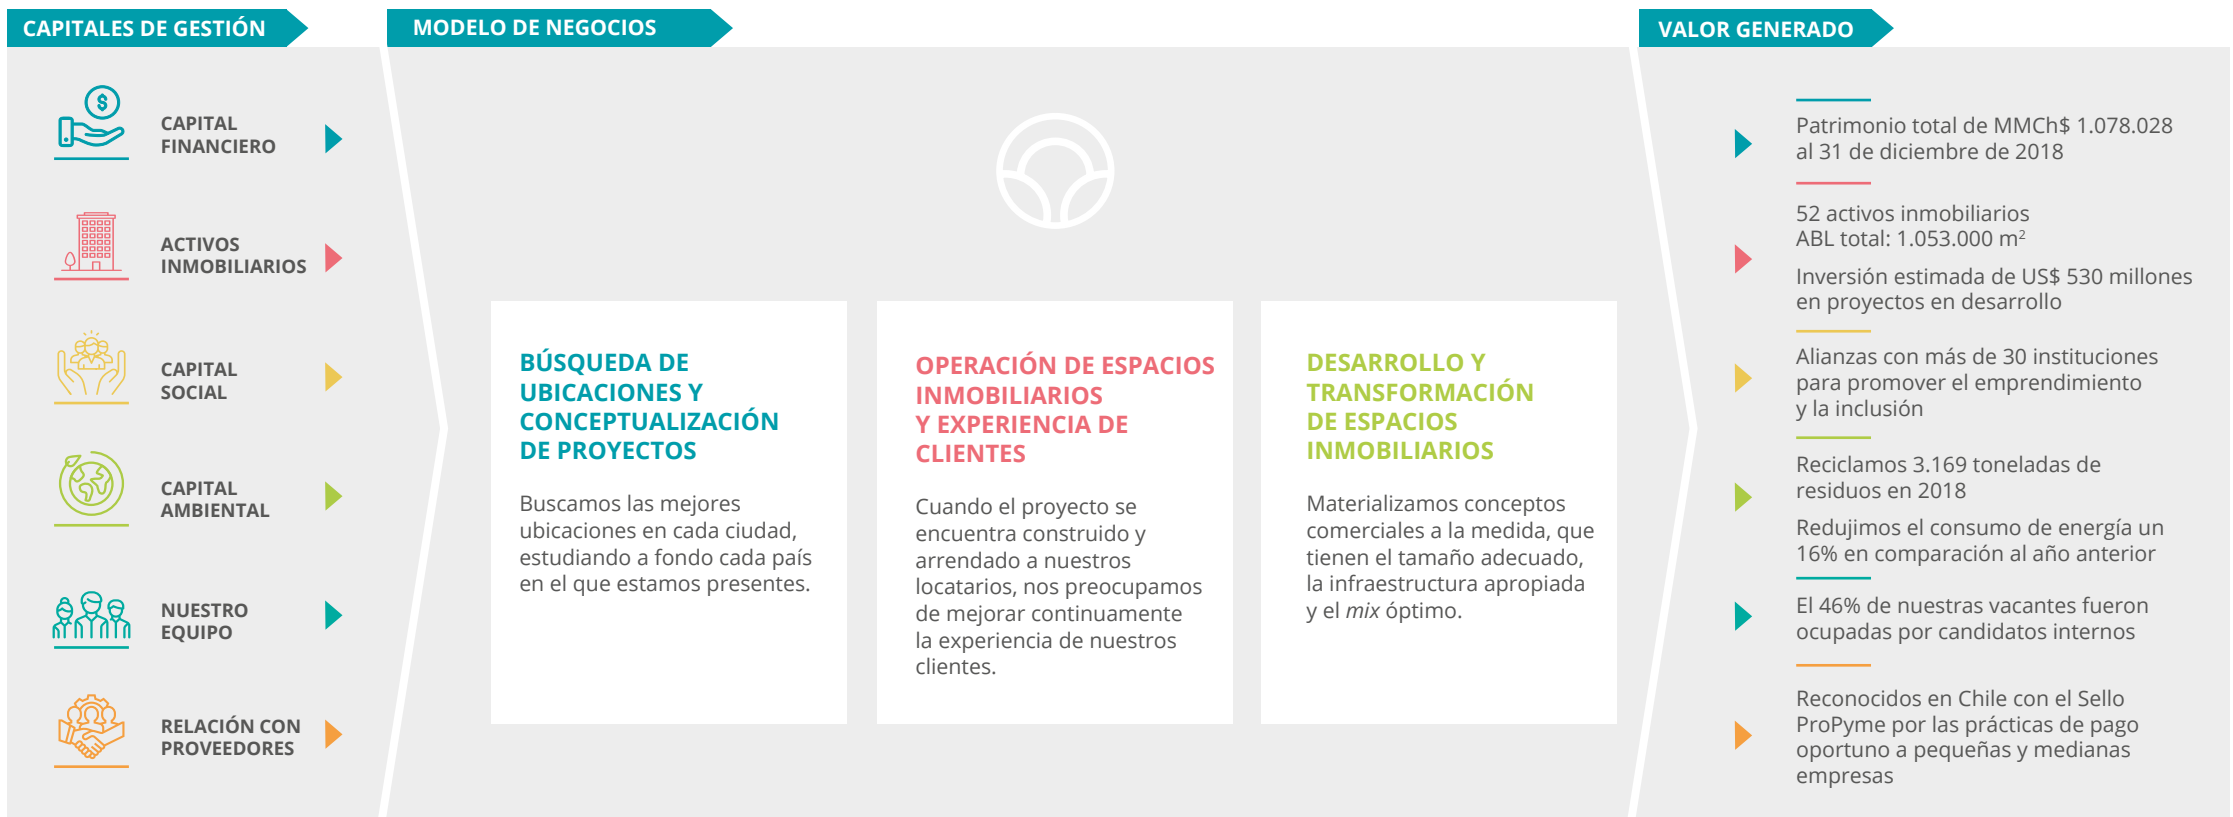 CAPITALES DE GESTIÓN
CAPITAL
FINANCIERO
ACTIVOS
INMOBILIARIOS
CAPITAL
SOCIAL
CAPITAL
AMBIENTAL
NUESTRO
EQUIPO
RELACIÓN CON
PROVEEDORES
MODELO DE NEGOCIOS
BÚSQUEDA DE
UBICACIONES Y
CONCEPTUALIZACIÓN
DE PROYECTOS
Buscamos las mejores
ubicaciones en cada ciudad,
estudiando a fondo cada país
en el que estamos presentes.
OPERACIÓN DE ESPACIOS
INMOBILIARIOS
Y EXPERIENCIA DE
CLIENTES
Cuando el proyecto se
encuentra construido y
arrendado a nuestros
locatarios, nos preocupamos
de mejorar continuamente
la experiencia de nuestros
clientes.
DESARROLLO Y
TRANSFORMACIÓN
DE ESPACIOS
INMOBILIARIOS
Materializamos conceptos
comerciales a la medida, que
tienen el tamaño adecuado,
la infraestructura apropiada
y el mix óptimo.
VALOR GENERADO
Patrimonio total de MMCh$ 1.078.028
al 31 de diciembre de 2018
52 activos inmobiliarios
ABL total: 1.053.000 m²
Inversión estimada de US$ 530 millones
en proyectos en desarrollo
Alianzas con más de 30 instituciones
para promover el emprendimiento
y la inclusión
Reciclamos 3.169 toneladas de
residuos en 2018
Redujimos el consumo de energía un
16% en comparación al año anterior
El 46% de nuestras vacantes fueron
ocupadas por candidatos internos
Reconocidos en Chile con el Sello
ProPyme por las prácticas de pago
oportuno a pequeñas y medianas
empresas